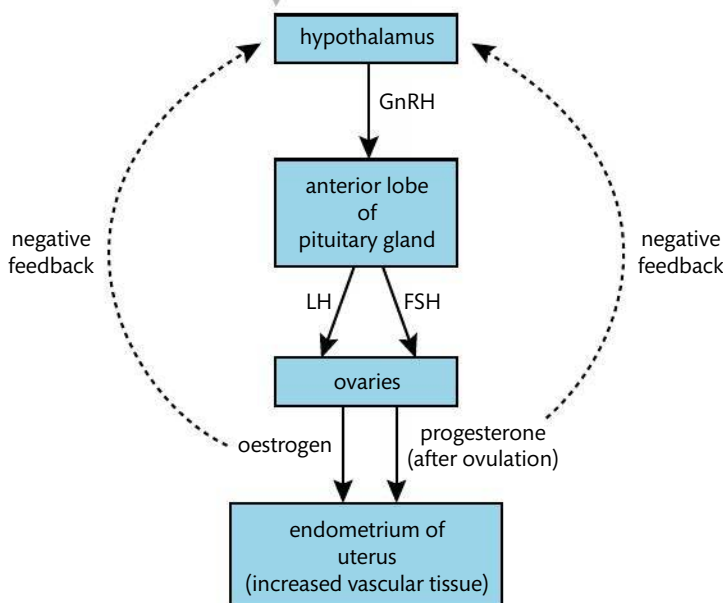 hypothalamus
GnRH
anterior lobe
of
pituitary gland
negative
feedback
negative
feedback
LH
FSH
ovaries
oestrogen
progesterone
(after ovulation)
endometrium of
uterus
(increased vascular tissue)